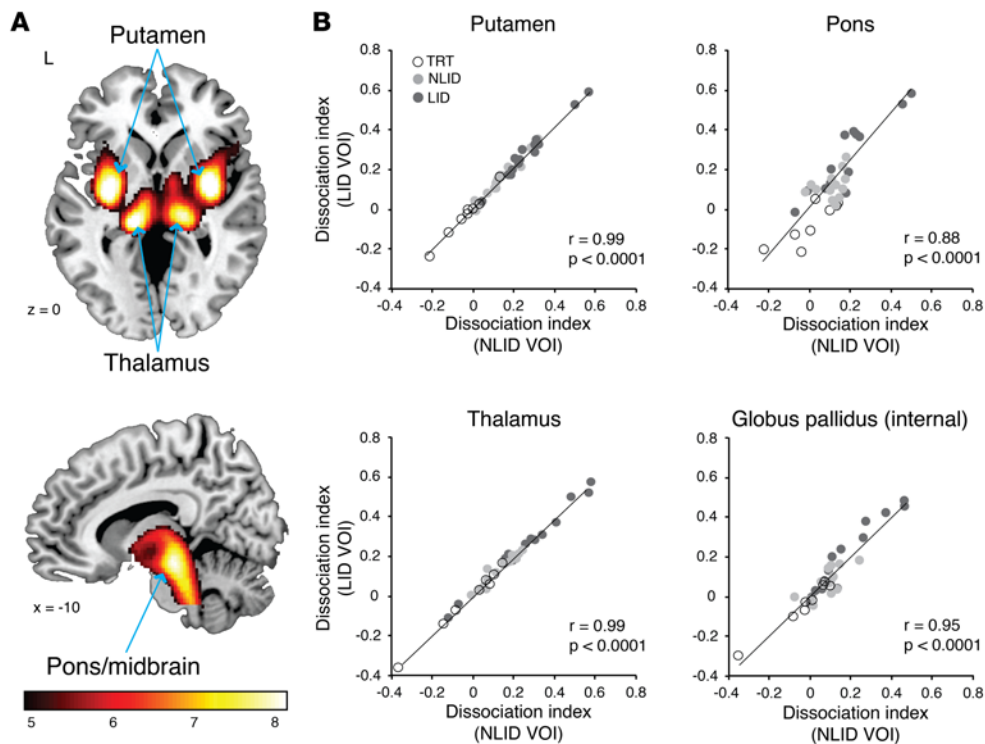 A
Putamen
L
z = 0
Thalamus
x = -10
Pons/midbrain
5 6 7 8
B
Putamen
TRT
NLID
LID
Dissociation index
(LID VOI)
0.8
0.6
0.4
0.2
0
-0.2
-0.4
r = 0.99
p < 0.0001
-0.4 -0.2 0 0.2 0.4 0.6 0.8
Dissociation index
(NLID VOI)
Pons
0.8
0.6
0.4
0.2
0
-0.2
-0.4
r = 0.88
p < 0.0001
-0.4 -0.2 0 0.2 0.4 0.6 0.8
Dissociation index
(NLID VOI)
Thalamus
Dissociation index
(LID VOI)
0.8
0.6
0.4
0.2
0
-0.2
-0.4
r = 0.99
p < 0.0001
-0.4 -0.2 0 0.2 0.4 0.6 0.8
Dissociation index
(NLID VOI)
Globus pallidus (internal)
0.8
0.6
0.4
0.2
0
-0.2
-0.4
r = 0.95
p < 0.0001
-0.4 -0.2 0 0.2 0.4 0.6 0.8
Dissociation index
(NLID VOI)